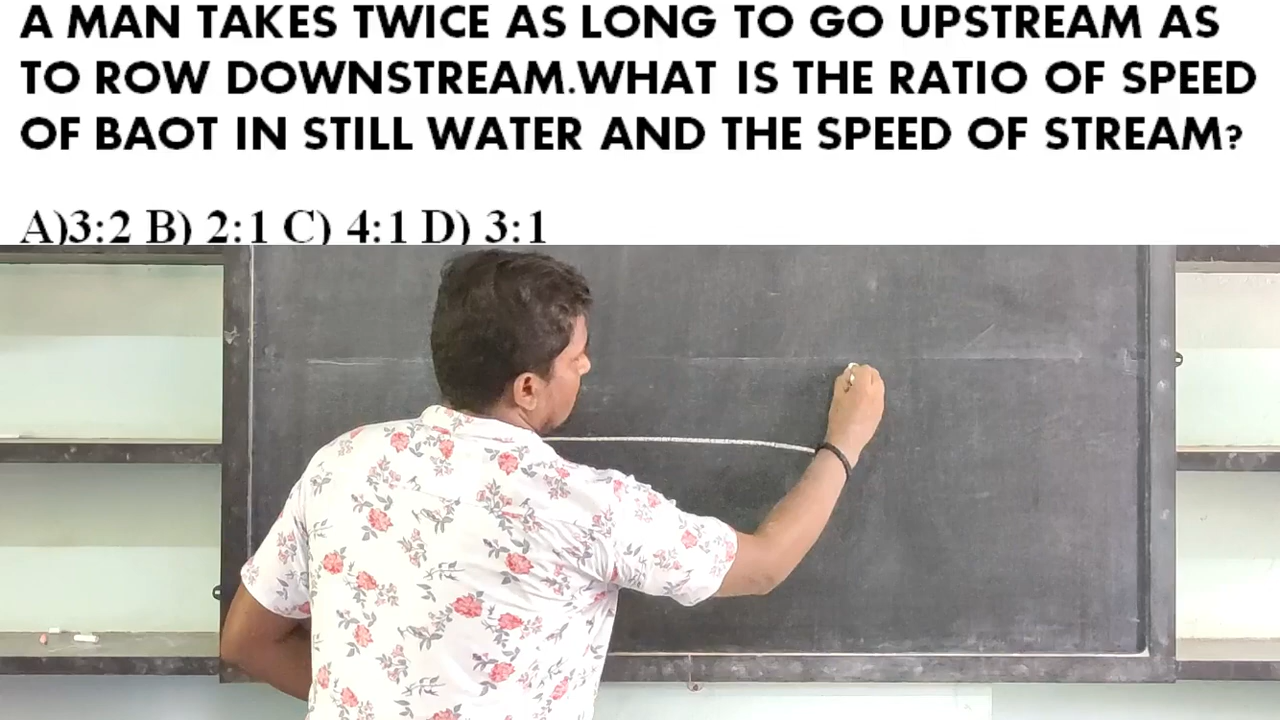 A MAN TAKES TWICE AS LONG TO GO UPSTREAM AS
TO ROW DOWNSTREAM.WHAT IS THE RATIO OF SPEED
OF BAOT IN STILL WATER AND THE SPEED OF STREAM?
A)3:2 B) 2:1 C) 4:1 D) 3:1